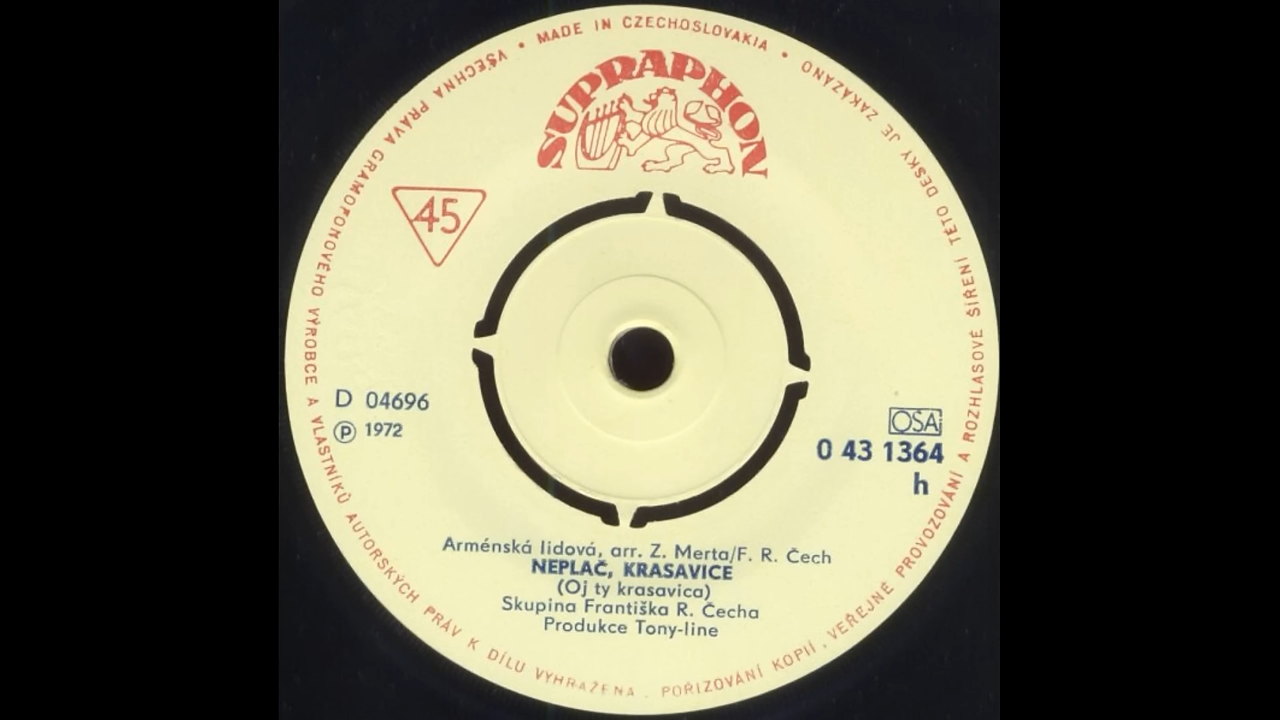 VŠECHNA PRÁVA GRAMOFONOVÉHO VÝROBCE A VLASTNÍKŮ AUTORSKÝCH PRÁV K DÍLU VYHRAŽENA . POŘIZOVÁNÍ KOPIÍ , VEŘEJNÉ PROVOZOVÁNÍ A ROZHLASOVÉ ŠÍŘENÍ TÉTO DESKY JE ZAKÁZÁNO • MADE IN CZECHOSLOVAKIA •
SUPRAPHON
45
D 04696
Ⓟ 1972
OSA
0 43 1364
h
Arménská lidová, arr. Z. Merta/F. R. Čech
NEPLAČ, KRASAVICE
(Oj ty krasavica)
Skupina Františka R. Čecha
Produkce Tony-line